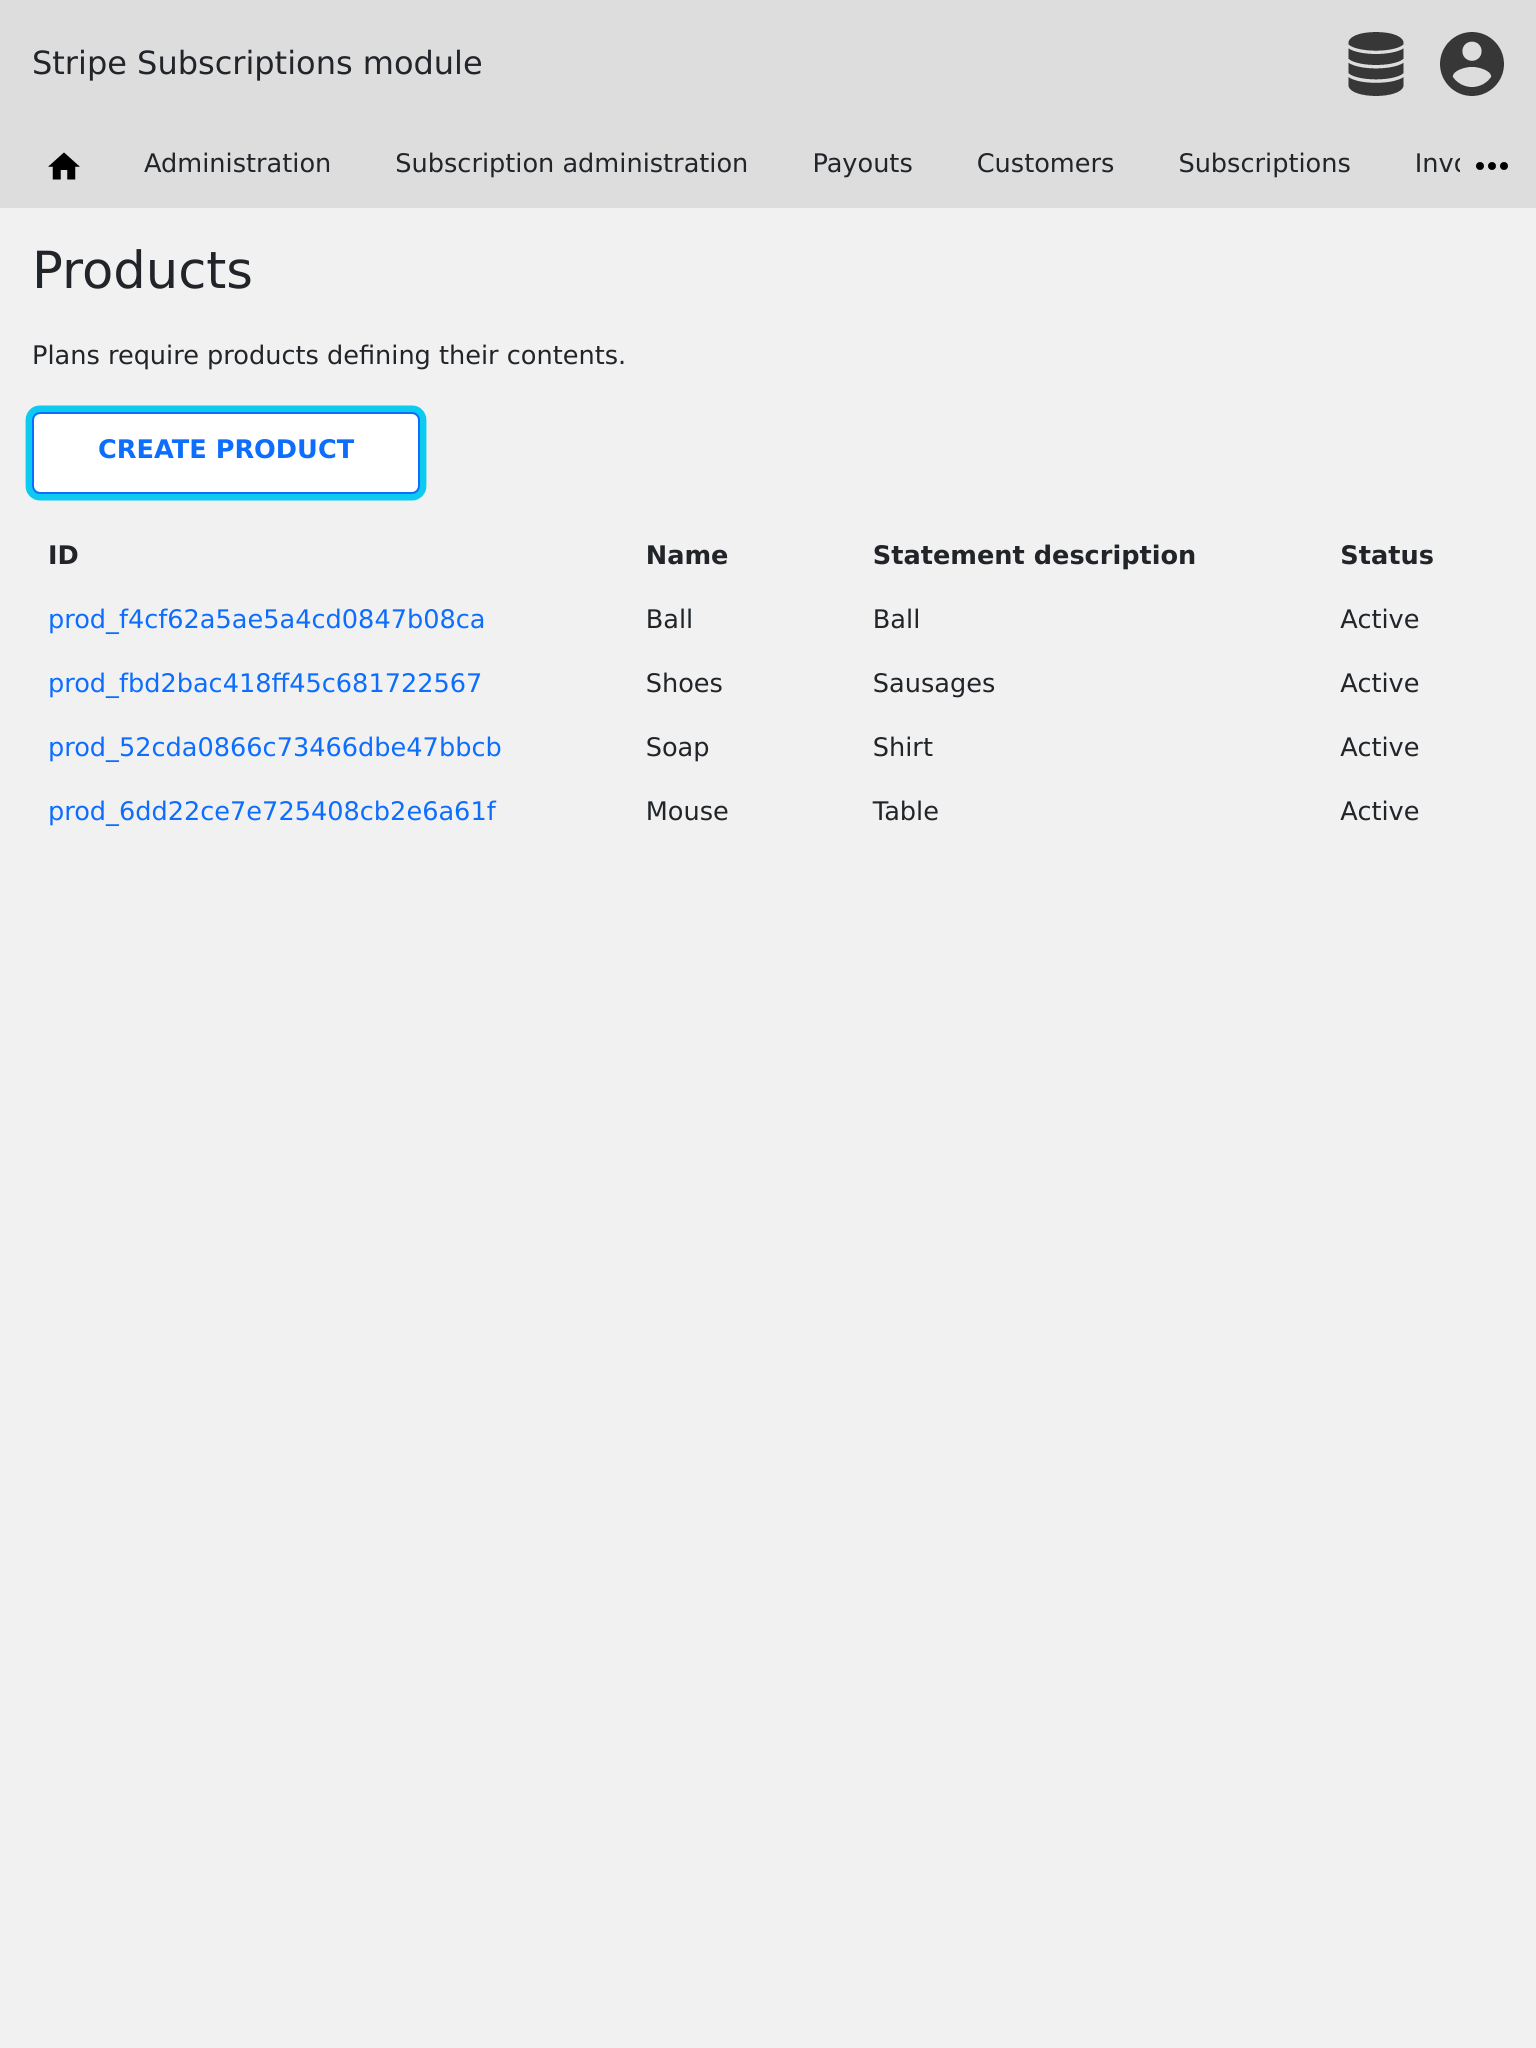 Stripe Subscriptions module
Administration Subscription administration Payouts Customers Subscriptions
Products
Plans require products defining their contents.
CREATE PRODUCT
ID Name Statement description Status
prod_f4cf62a5ae5a4cd0847b08ca Ball Ball Active
prod_fbd2bac418ff45c681722567 Shoes Sausages Active
prod_52cda0866c73466dbe47bbcb Soap Shirt Active
prod_6dd22ce7e725408cb2e6a61f Mouse Table Active